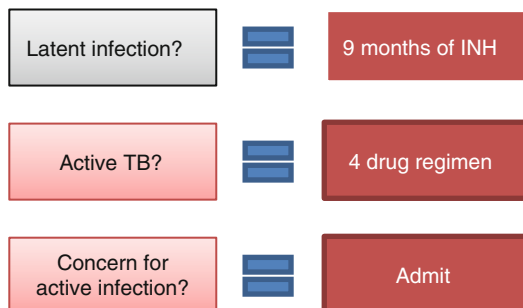 Latent infection?
9 months of INH
Active TB?
4 drug regimen
Concern for
active infection?
Admit